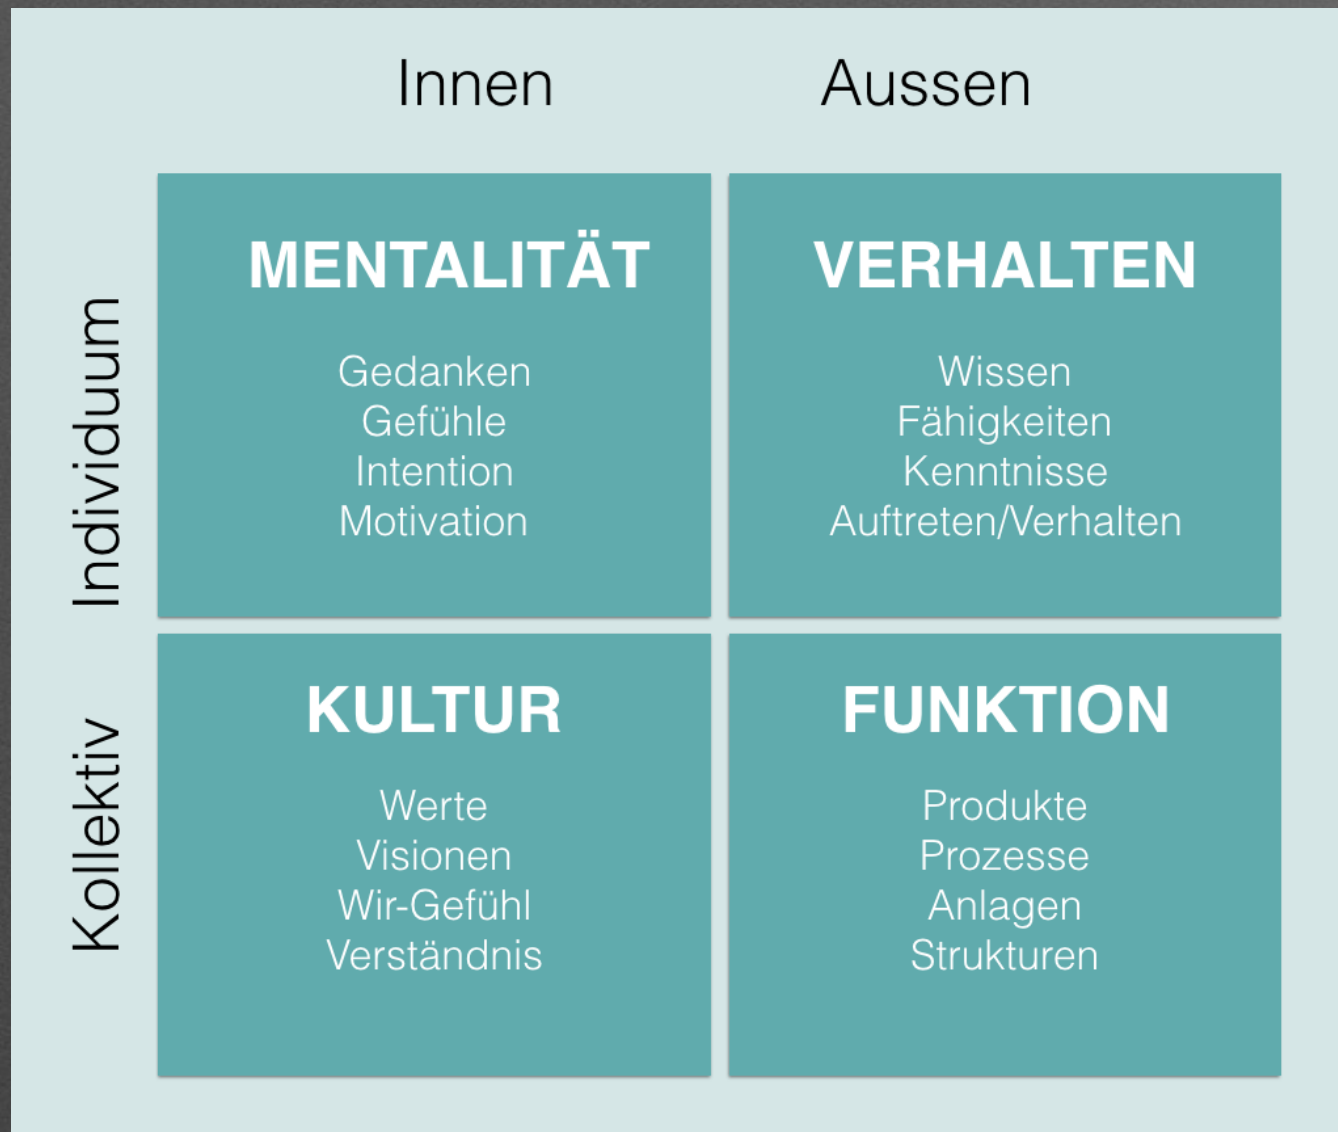 Innen
Aussen
Individuum
MENTALITÄT
Gedanken
Gefühle
Intention
Motivation
VERHALTEN
Wissen
Fähigkeiten
Kenntnisse
Auftreten/Verhalten
Kollektiv
KULTUR
Werte
Visionen
Wir-Gefühl
Verständnis
FUNKTION
Produkte
Prozesse
Anlagen
Strukturen